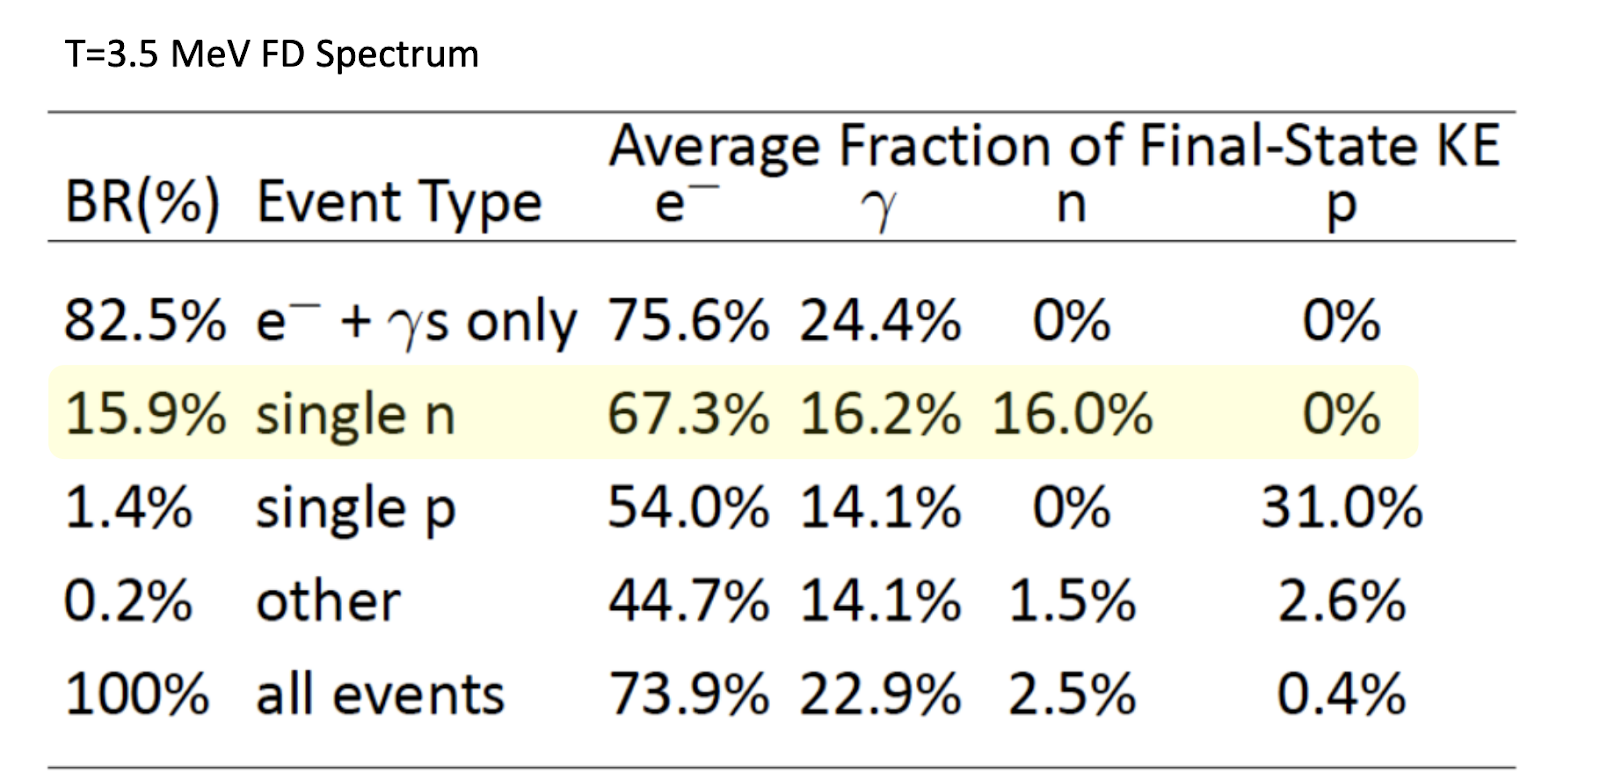 T=3.5 MeV FD Spectrum
Average Fraction of Final-State KE
BR(%) Event Type e⁻ γ n p
82.5% e⁻ + γs only 75.6% 24.4% 0% 0%
15.9% single n 67.3% 16.2% 16.0% 0%
1.4% single p 54.0% 14.1% 0% 31.0%
0.2% other 44.7% 14.1% 1.5% 2.6%
100% all events 73.9% 22.9% 2.5% 0.4%